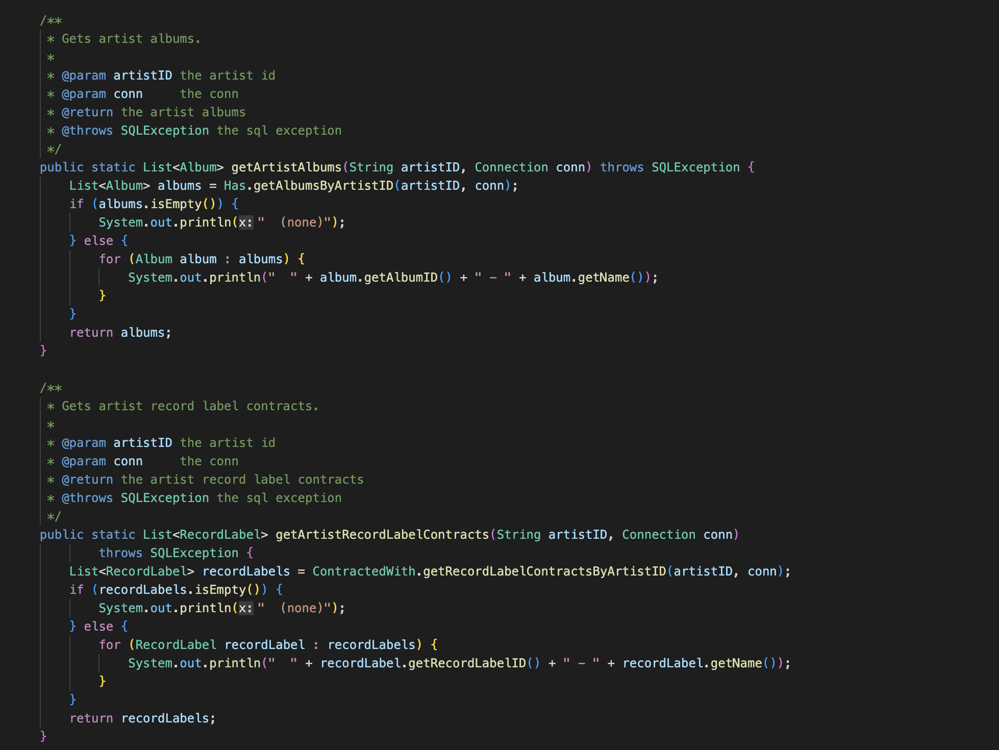 /**
 * Gets artist albums.
 *
 * @param artistID the artist id
 * @param conn     the conn
 * @return the artist albums
 * @throws SQLException the sql exception
 */
public static List<Album> getArtistAlbums(String artistID, Connection conn) throws SQLException {
    List<Album> albums = Has.getAlbumsByArtistID(artistID, conn);
    if (albums.isEmpty()) {
        System.out.println(x:"  (none)");
    } else {
        for (Album album : albums) {
            System.out.println("  " + album.getAlbumID() + " - " + album.getName());
        }
    }
    return albums;
}

/**
 * Gets artist record label contracts.
 *
 * @param artistID the artist id
 * @param conn     the conn
 * @return the artist record label contracts
 * @throws SQLException the sql exception
 */
public static List<RecordLabel> getArtistRecordLabelContracts(String artistID, Connection conn)
        throws SQLException {
    List<RecordLabel> recordLabels = ContractedWith.getRecordLabelContractsByArtistID(artistID, conn);
    if (recordLabels.isEmpty()) {
        System.out.println(x:"  (none)");
    } else {
        for (RecordLabel recordLabel : recordLabels) {
            System.out.println("  " + recordLabel.getRecordLabelID() + " - " + recordLabel.getName());
        }
    }
    return recordLabels;
}